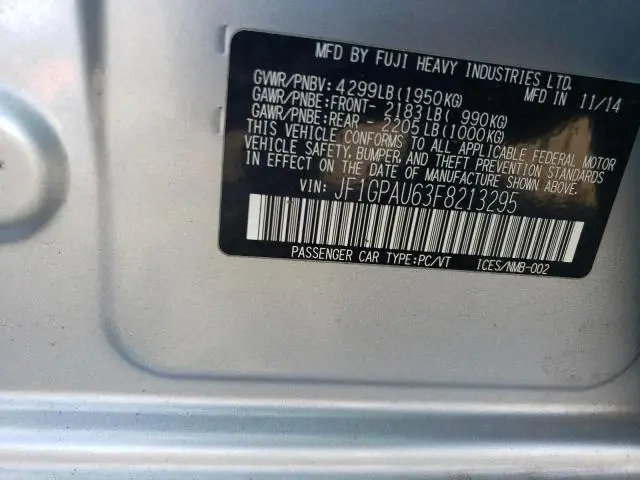 MFD BY FUJI HEAVY INDUSTRIES LTD.
GVWR/PNBV: 4299LB(1950KG) MFD IN 11/14
GAWR/PNBE:FRONT- 2183LB( 990KG)
GAWR/PNBE:REAR - 2205LB(1000KG)
THIS VEHICLE CONFORMS TO ALL APPLICABLE FEDERAL MOTOR
VEHICLE SAFETY, BUMPER, AND THEFT PREVENTION STANDARDS
IN EFFECT ON THE DATE OF MANUFACTURE SHOWN ABOVE.
VIN: JF1GPAU63F8213295
PASSENGER CAR TYPE:PC/VT ICES/NMB-002